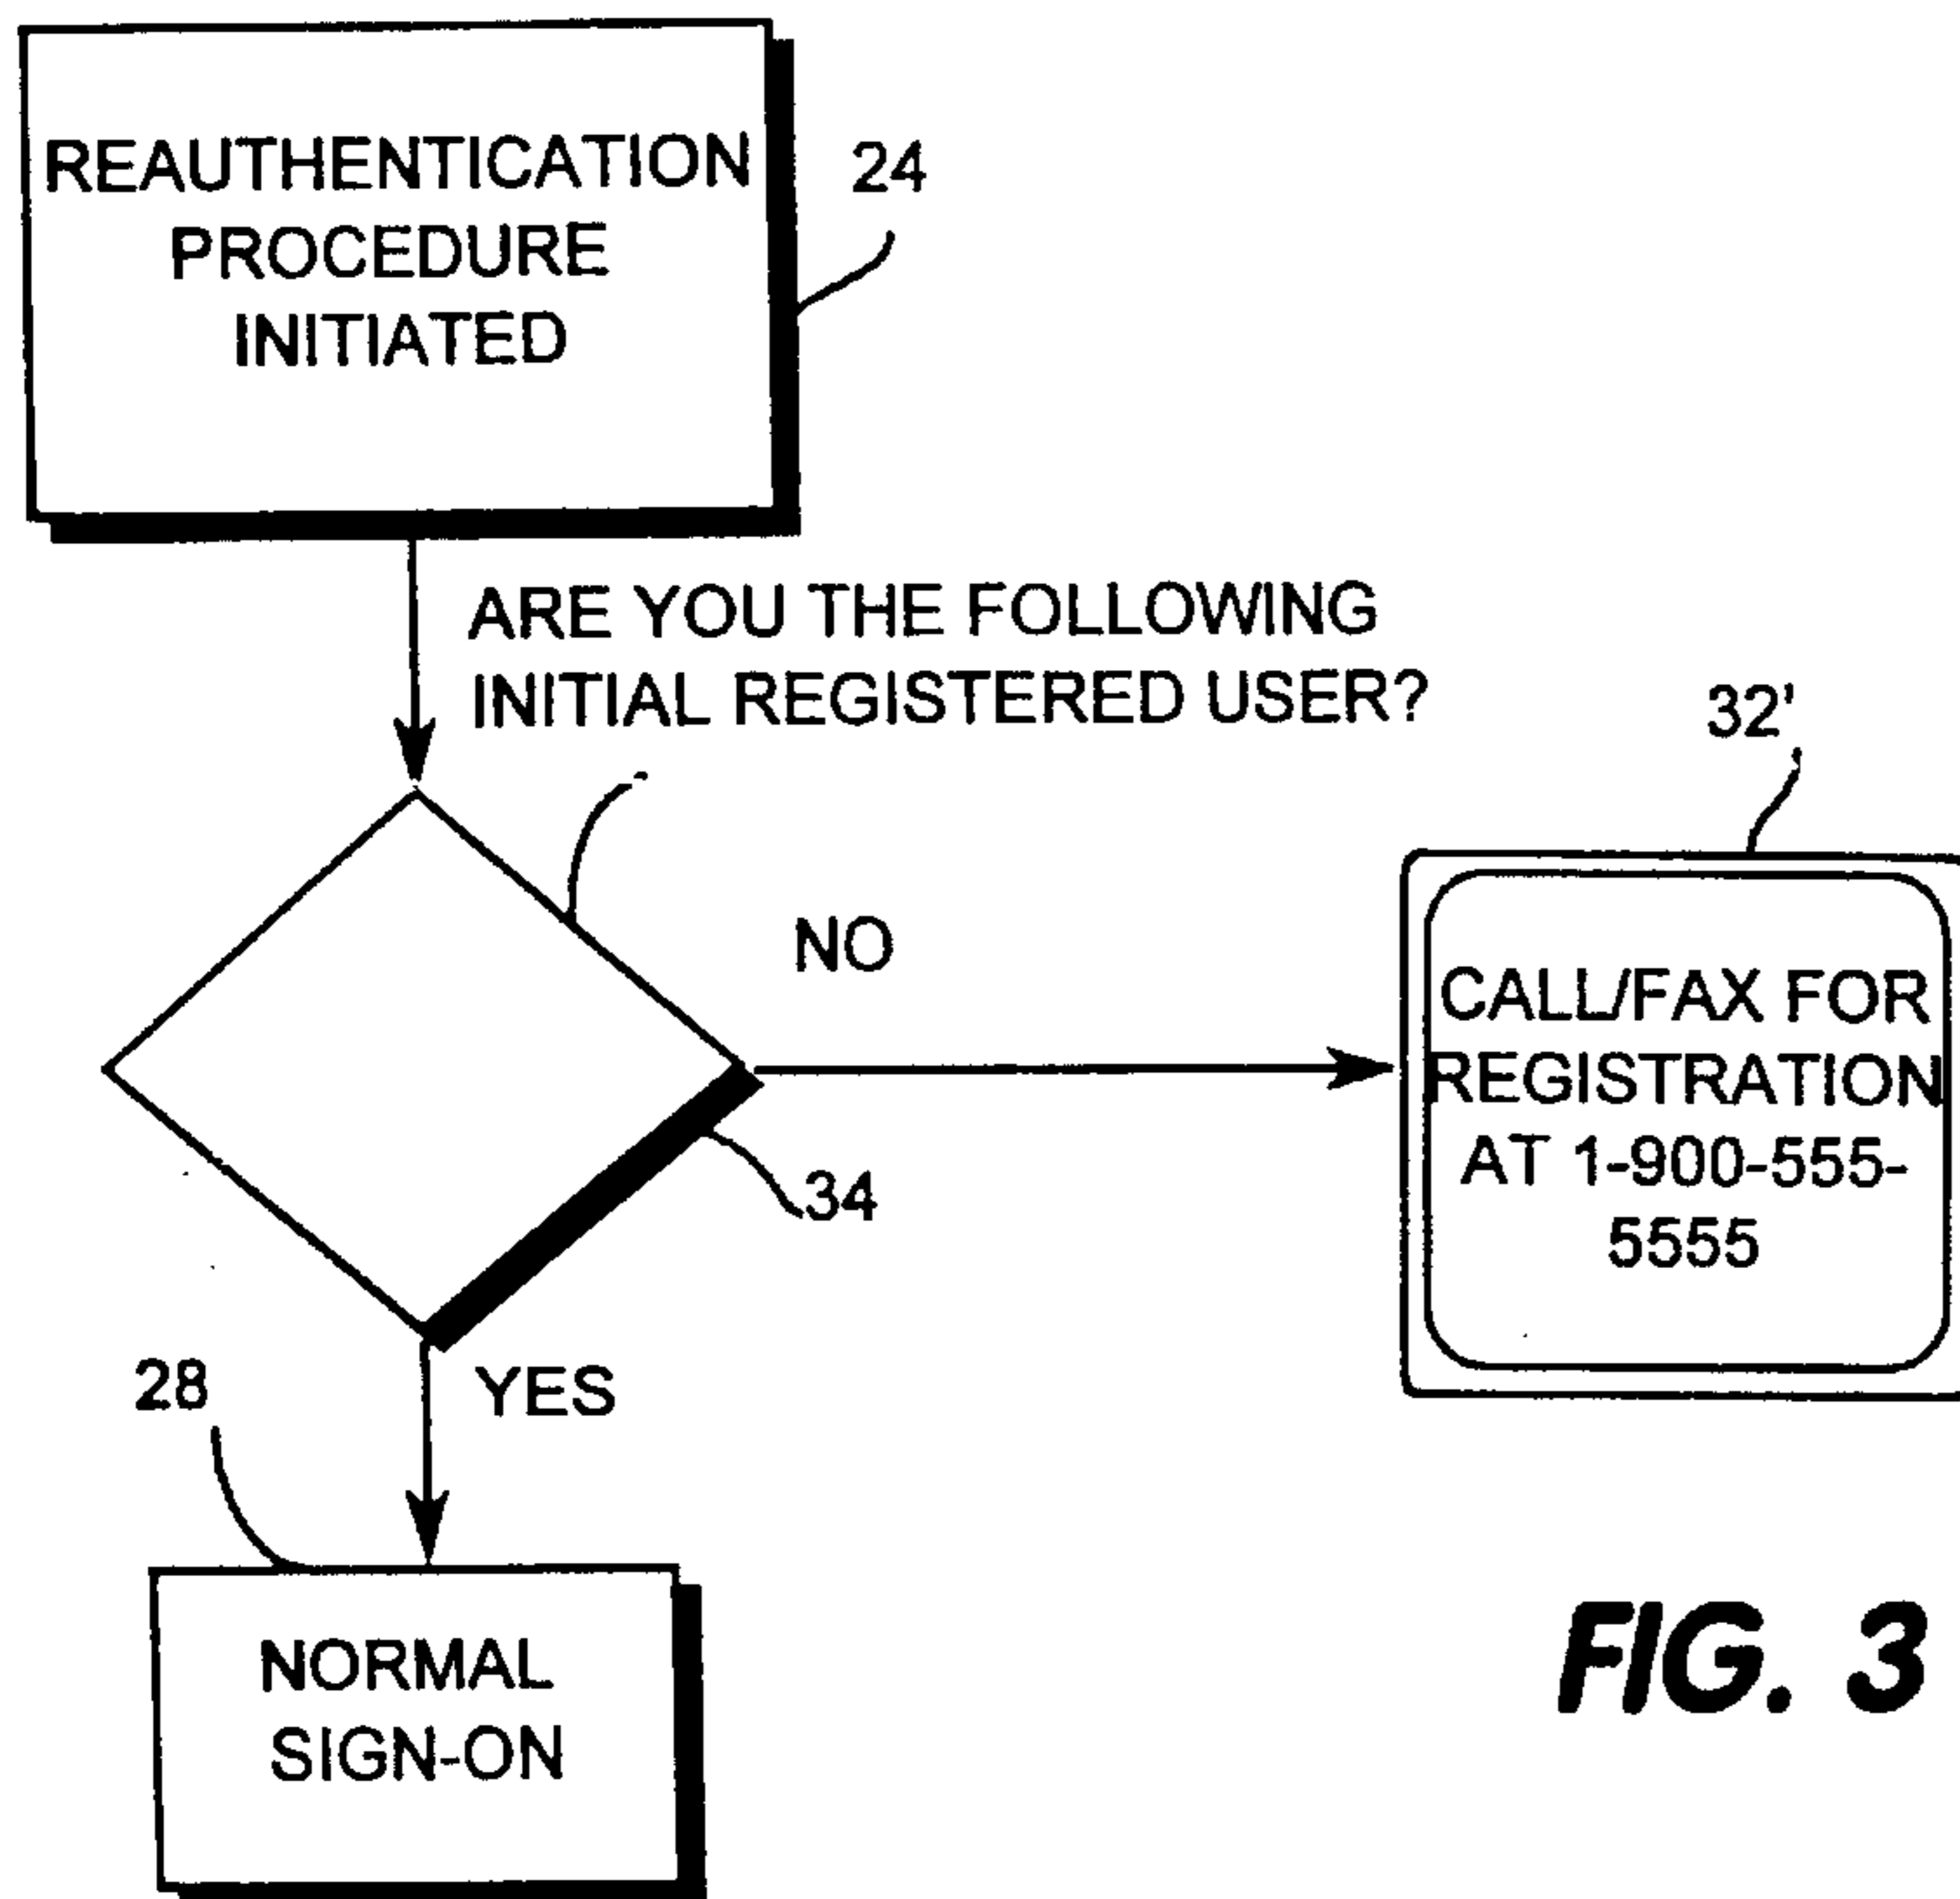 REAUTHENTICATION
PROCEDURE
INITIATED
24
ARE YOU THE FOLLOWING
INITIAL REGISTERED USER?
32'
NO
CALL/FAX FOR
REGISTRATION
AT 1-900-555-
5555
34
28
YES
NORMAL
SIGN-ON
FIG. 3